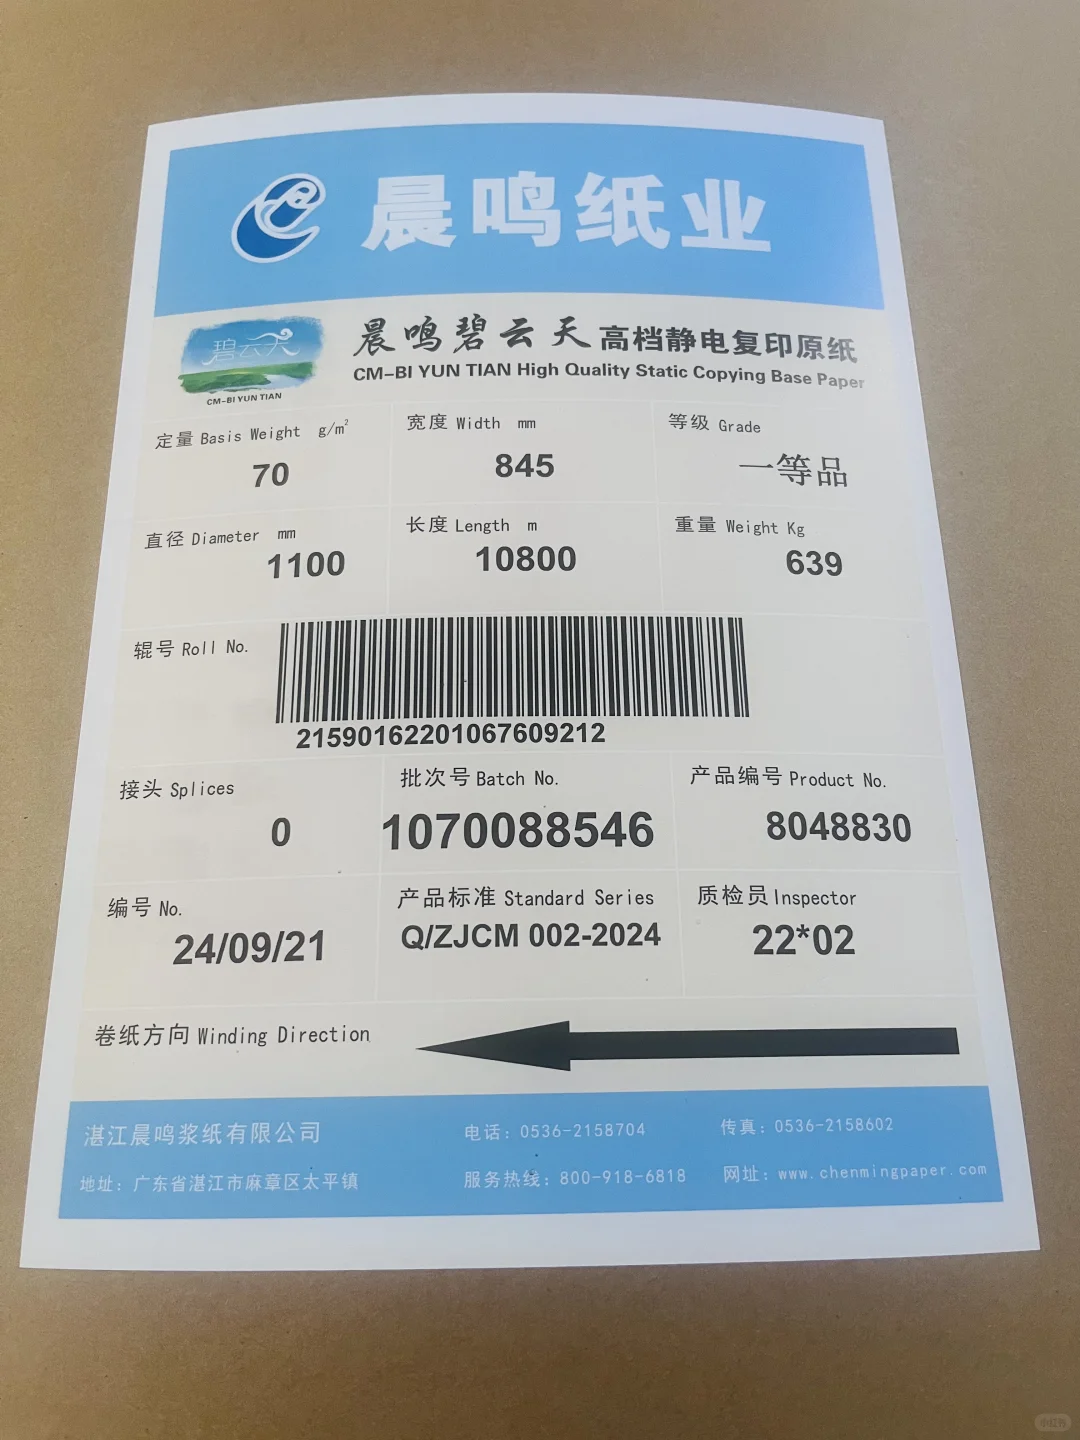 晨鸣纸业
碧云天
CM-BI YUN TIAN
晨鸣碧云天高档静电复印原纸
CM-BI YUN TIAN High Quality Static Copying Base Paper
定量 Basis Weight g/m² 宽度 Width mm 等级 Grade
70 845 一等品
直径 Diameter mm 长度 Length m 重量 Weight Kg
1100 10800 639
辊号 Roll No.
21590162201067609212
接头 Splices 批次号 Batch No. 产品编号 Product No.
0 1070088546 8048830
编号 No. 产品标准 Standard Series 质检员 Inspector
24/09/21 Q/ZJCM 002-2024 22*02
卷纸方向 Winding Direction
湛江晨鸣浆纸有限公司 电话：0536-2158704 传真：0536-2158602
地址：广东省湛江市麻章区太平镇 服务热线：800-918-6818 网址：www.chenmingpaper.com
小红书